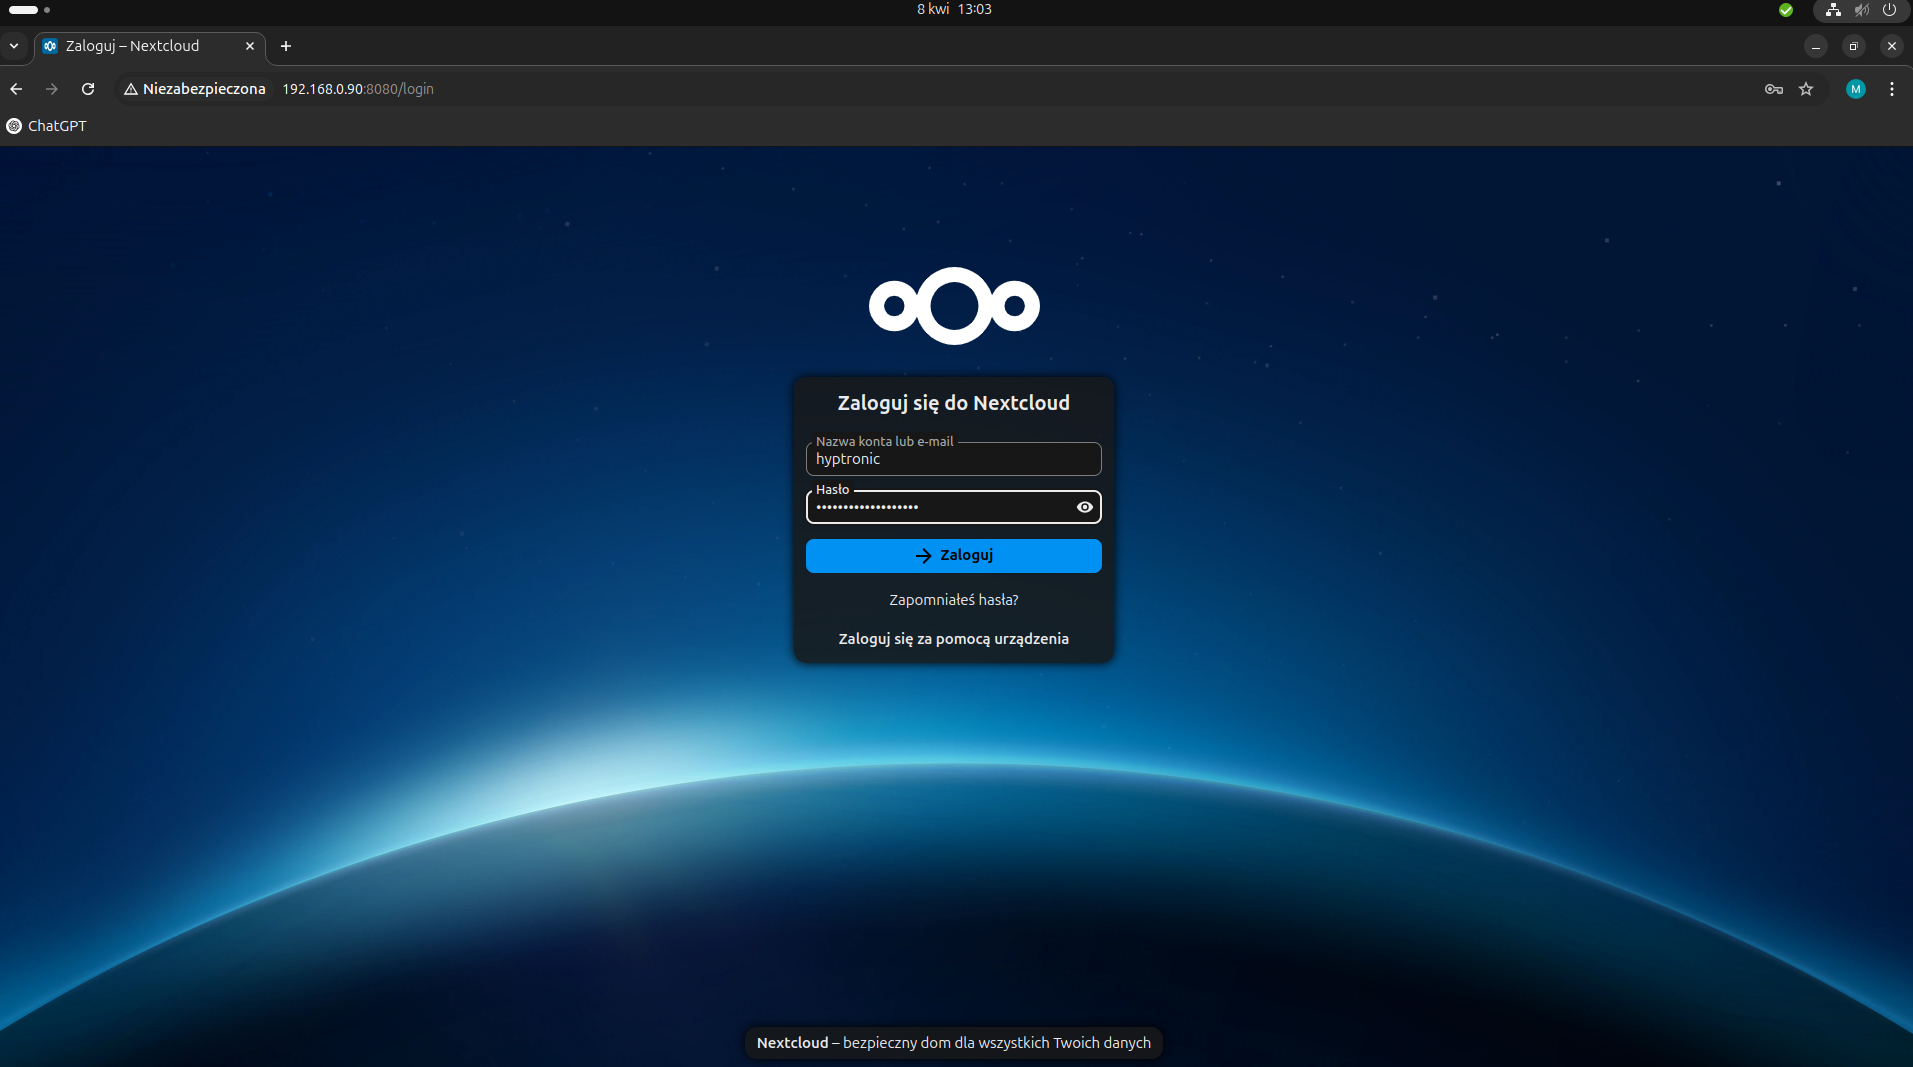 8 kwi 13:03
Zaloguj – Nextcloud
Niezabezpieczona 192.168.0.90:8080/login
M
ChatGPT
Zaloguj się do Nextcloud
Nazwa konta lub e-mail
hyptronic
Hasło
•••••••••••••••••••
Zaloguj
Zapomniałeś hasła?
Zaloguj się za pomocą urządzenia
Nextcloud – bezpieczny dom dla wszystkich Twoich danych